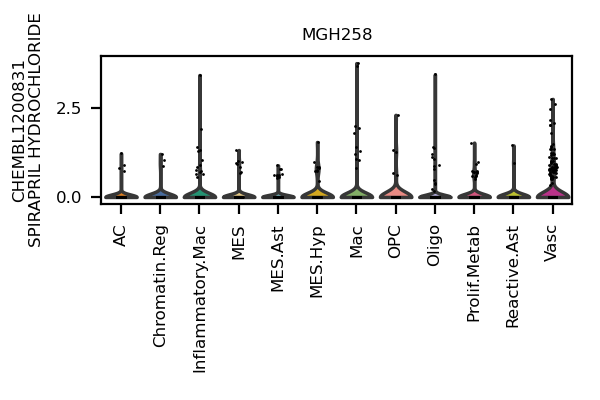 MGH258
CHEMBL1200831
SPIRAPRIL HYDROCHLORIDE
2.5
0.0
AC
Chromatin.Reg
Inflammatory.Mac
MES
MES.Ast
MES.Hyp
Mac
OPC
Oligo
Prolif.Metab
Reactive.Ast
Vasc